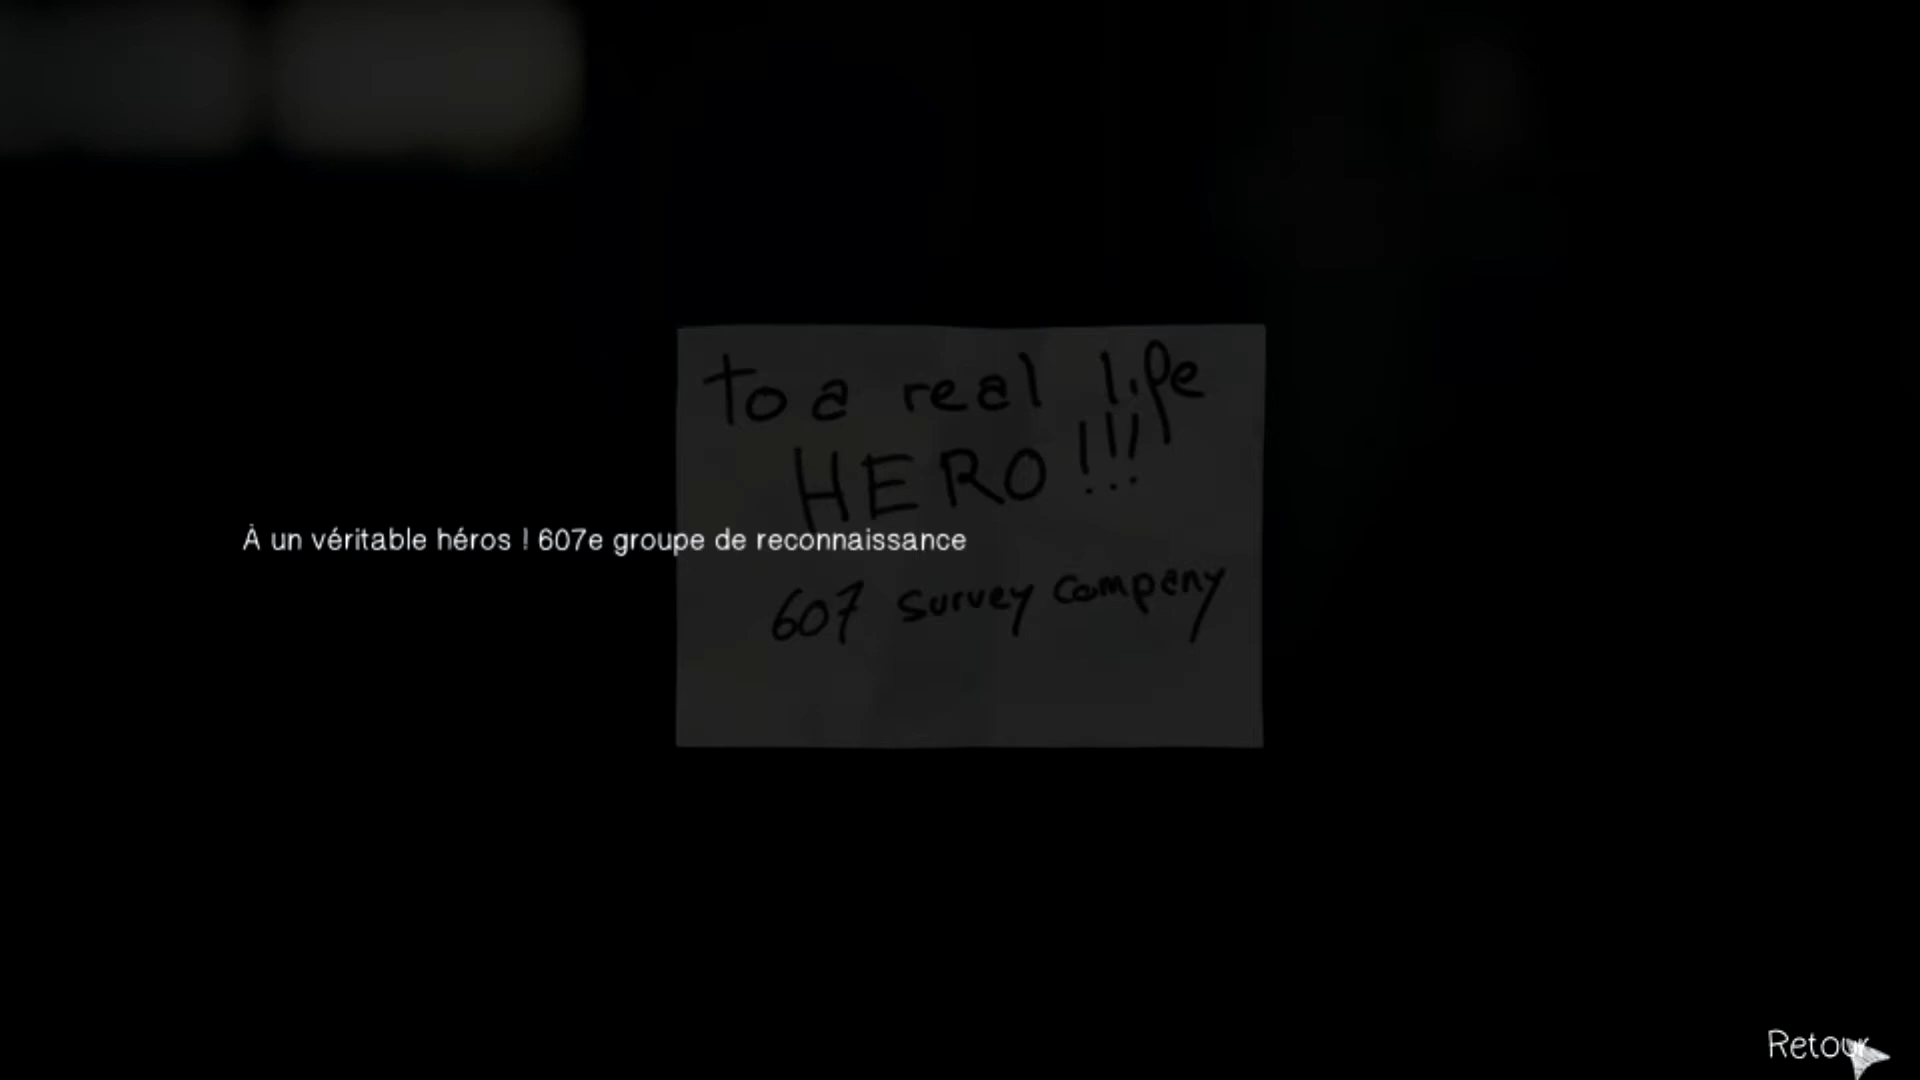 to a real life
HERO!!!
À un véritable héros ! 607e groupe de reconnaissance
607 Survey Company
Retour